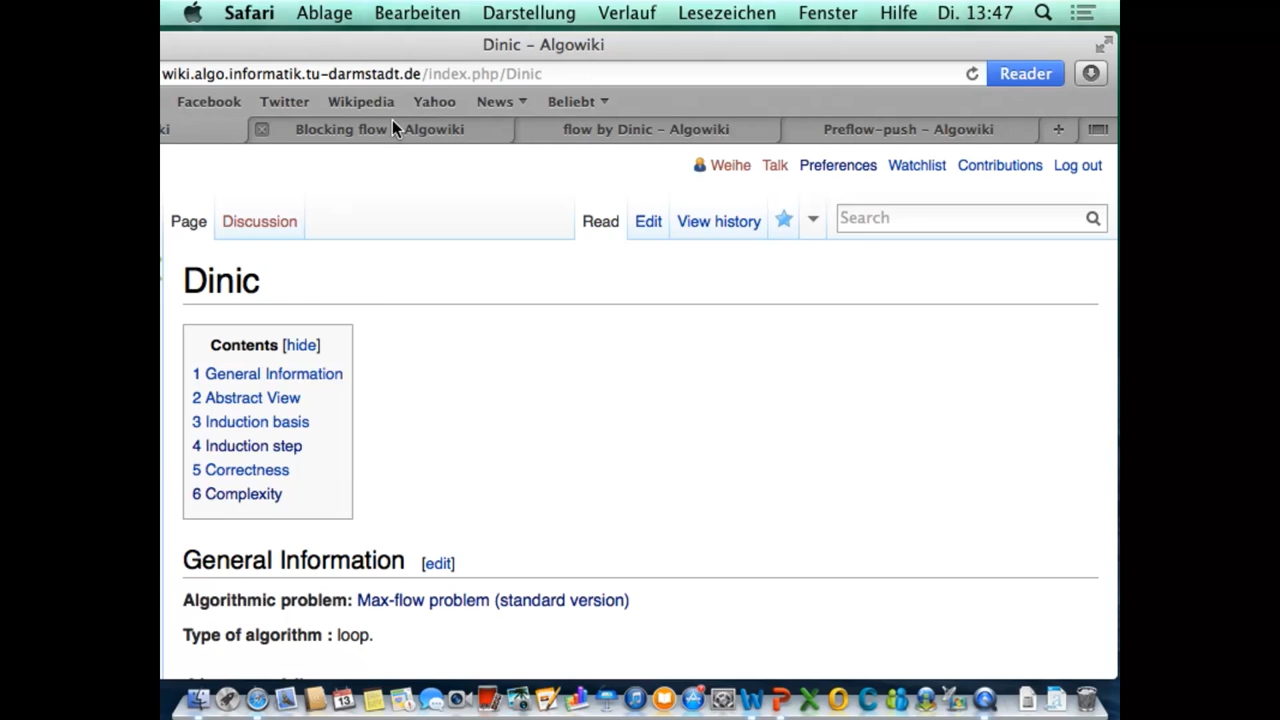 Safari Ablage Bearbeiten Darstellung Verlauf Lesezeichen Fenster Hilfe Di. 13:47
Dinic – Algowiki
wiki.algo.informatik.tu-darmstadt.de/index.php/Dinic Reader
Facebook Twitter Wikipedia Yahoo News Beliebt
ki Blocking flow Algowiki flow by Dinic – Algowiki Preflow-push – Algowiki +
Weihe Talk Preferences Watchlist Contributions Log out
Page Discussion Read Edit View history Search
Dinic
Contents [hide]
1 General Information
2 Abstract View
3 Induction basis
4 Induction step
5 Correctness
6 Complexity
General Information [edit]
Algorithmic problem: Max-flow problem (standard version)
Type of algorithm : loop.
13